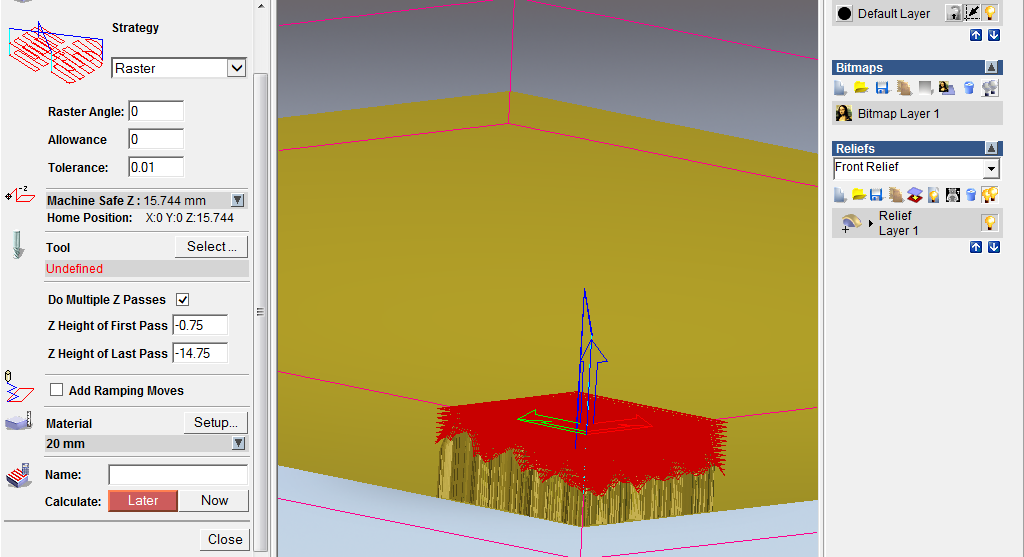 Strategy
Raster
Raster Angle: 0
Allowance 0
Tolerance: 0.01
Machine Safe Z : 15.744 mm
Home Position: X:0 Y:0 Z:15.744
Tool Select ...
Undefined
Do Multiple Z Passes
Z Height of First Pass -0.75
Z Height of Last Pass -14.75
Add Ramping Moves
Material Setup...
20 mm
Name:
Calculate: Later Now
Close
Default Layer
Bitmaps
Bitmap Layer 1
Reliefs
Front Relief
Relief
Layer 1